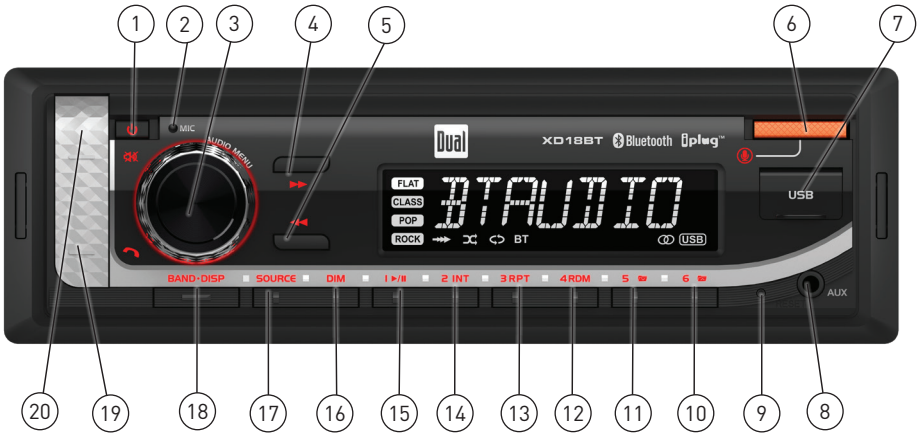 1 2 3 4 5 6 7
MIC
AUDIO MENU
Dual
XD18BT Bluetooth iplug™
USB
FLAT
CLASS
POP
ROCK
BTAUDIO
BT
USB
BAND•DISP SOURCE DIM 1 2 INT 3 RPT 4 RDM 5 6
AUX
20 19 18 17 16 15 14 13 12 11 10 9 8